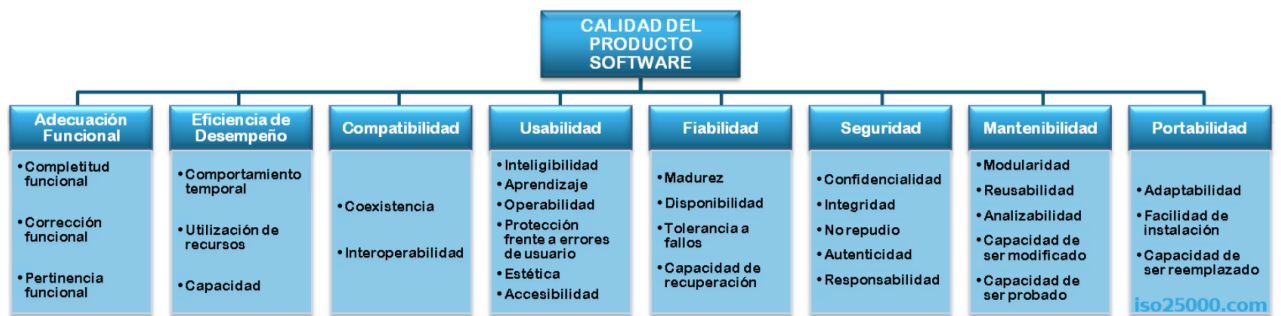 CALIDAD DEL
PRODUCTO
SOFTWARE
Adecuación
Funcional
• Completitud
funcional
• Corrección
funcional
• Pertinencia
funcional
Eficiencia de
Desempeño
• Comportamiento
temporal
• Utilización de
recursos
• Capacidad
Compatibilidad
• Coexistencia
• Interoperabilidad
Usabilidad
• Inteligibilidad
• Aprendizaje
• Operabilidad
• Protección
frente a errores
de usuario
• Estética
• Accesibilidad
Fiabilidad
• Madurez
• Disponibilidad
• Tolerancia a
fallos
• Capacidad de
recuperación
Seguridad
• Confidencialidad
• Integridad
• No repudio
• Autenticidad
• Responsabilidad
Mantenibilidad
• Modularidad
• Reusabilidad
• Analizabilidad
• Capacidad de
ser modificado
• Capacidad de
ser probado
Portabilidad
• Adaptabilidad
• Facilidad de
instalación
• Capacidad de
ser reemplazado
iso25000.com